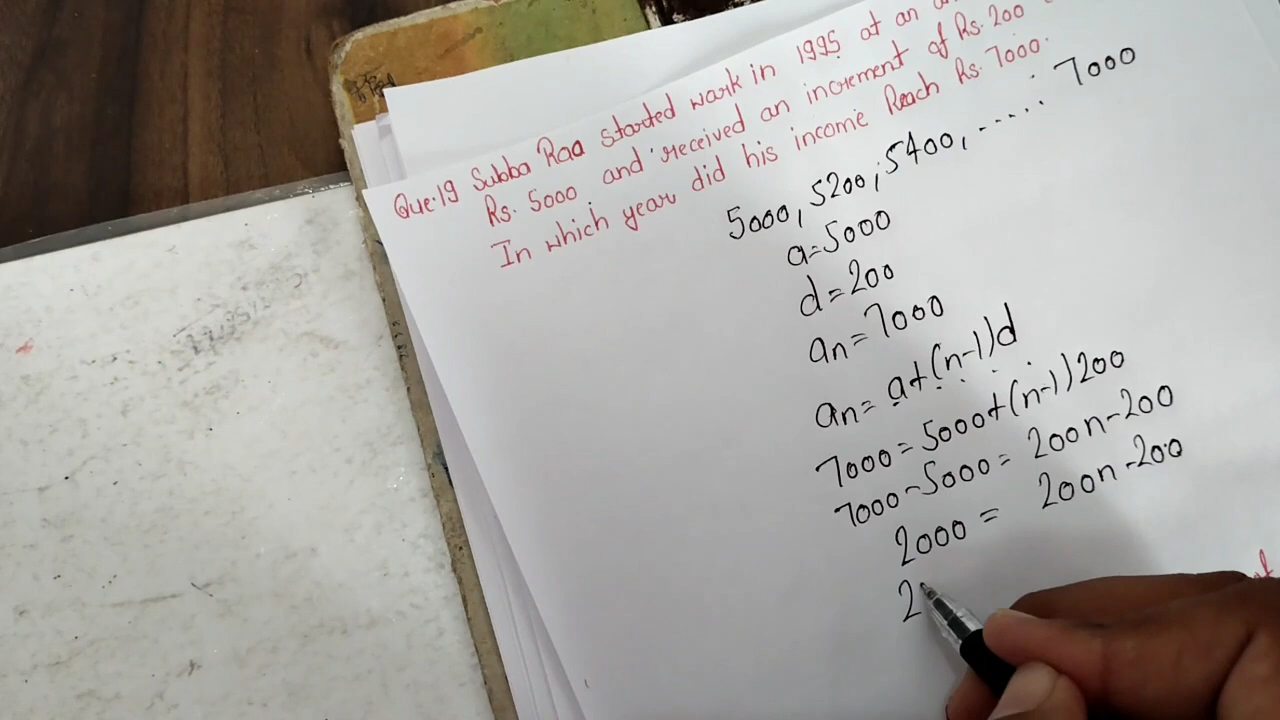 Que.19 Subba Rao started work in 1995 at an
Rs. 5000 and received an increment of Rs. 200
In which year did his income Reach Rs. 7000.
5000, 5200, 5400, ..... 7000
a=5000
d=200
an=7000
an=a+(n-1)d
7000=5000+(n-1)200
7000-5000=200n-200
2000 = 200n-200
2